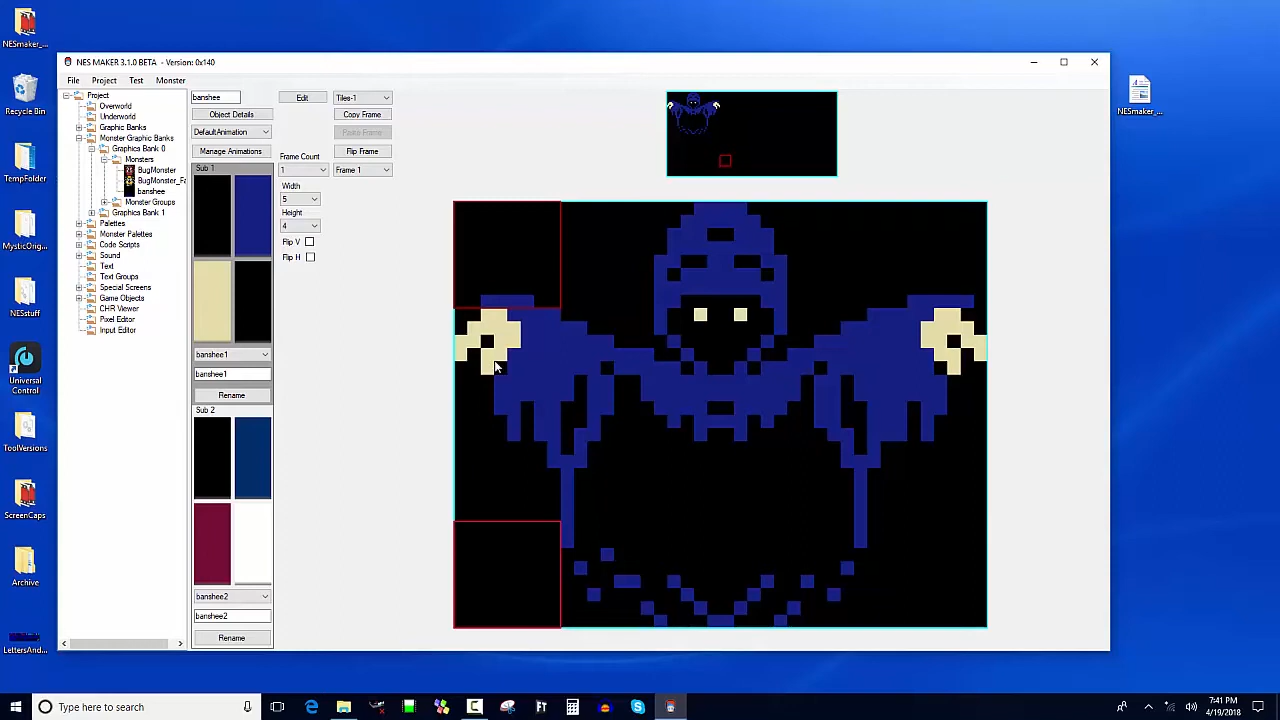 NESmaker_...
Recycle Bin
TempFolder
MysticOrig...
NEStuff
Universal
Control
ToolVersions
ScreenCaps
Archive
LettersAnd...
NES MAKER 3.1.0 BETA - Version: 0x140
File Project Test Monster
Project
Overworld
Underworld
Graphic Banks
Monster Graphic Banks
Graphics Bank 0
Monsters
BugMonster
BugMonster_Fa
banshee
Monster Groups
Graphics Bank 1
Palettes
Monster Palettes
Code Scripts
Sound
Text
Text Groups
Special Screens
Game Objects
CHR Viewer
Pixel Editor
Input Editor
banshee
Object Details
DefaultAnimation
Manage Animations
Sub 1
banshee1
banshee1
Rename
Sub 2
banshee2
banshee2
Rename
Edit
Tiles-1
Copy Frame
Paste Frame
Flip Frame
Frame Count
1
Frame 1
Width
5
Height
4
Flip V
Flip H
NESmaker_...
Type here to search
7:41 PM
4/19/2018